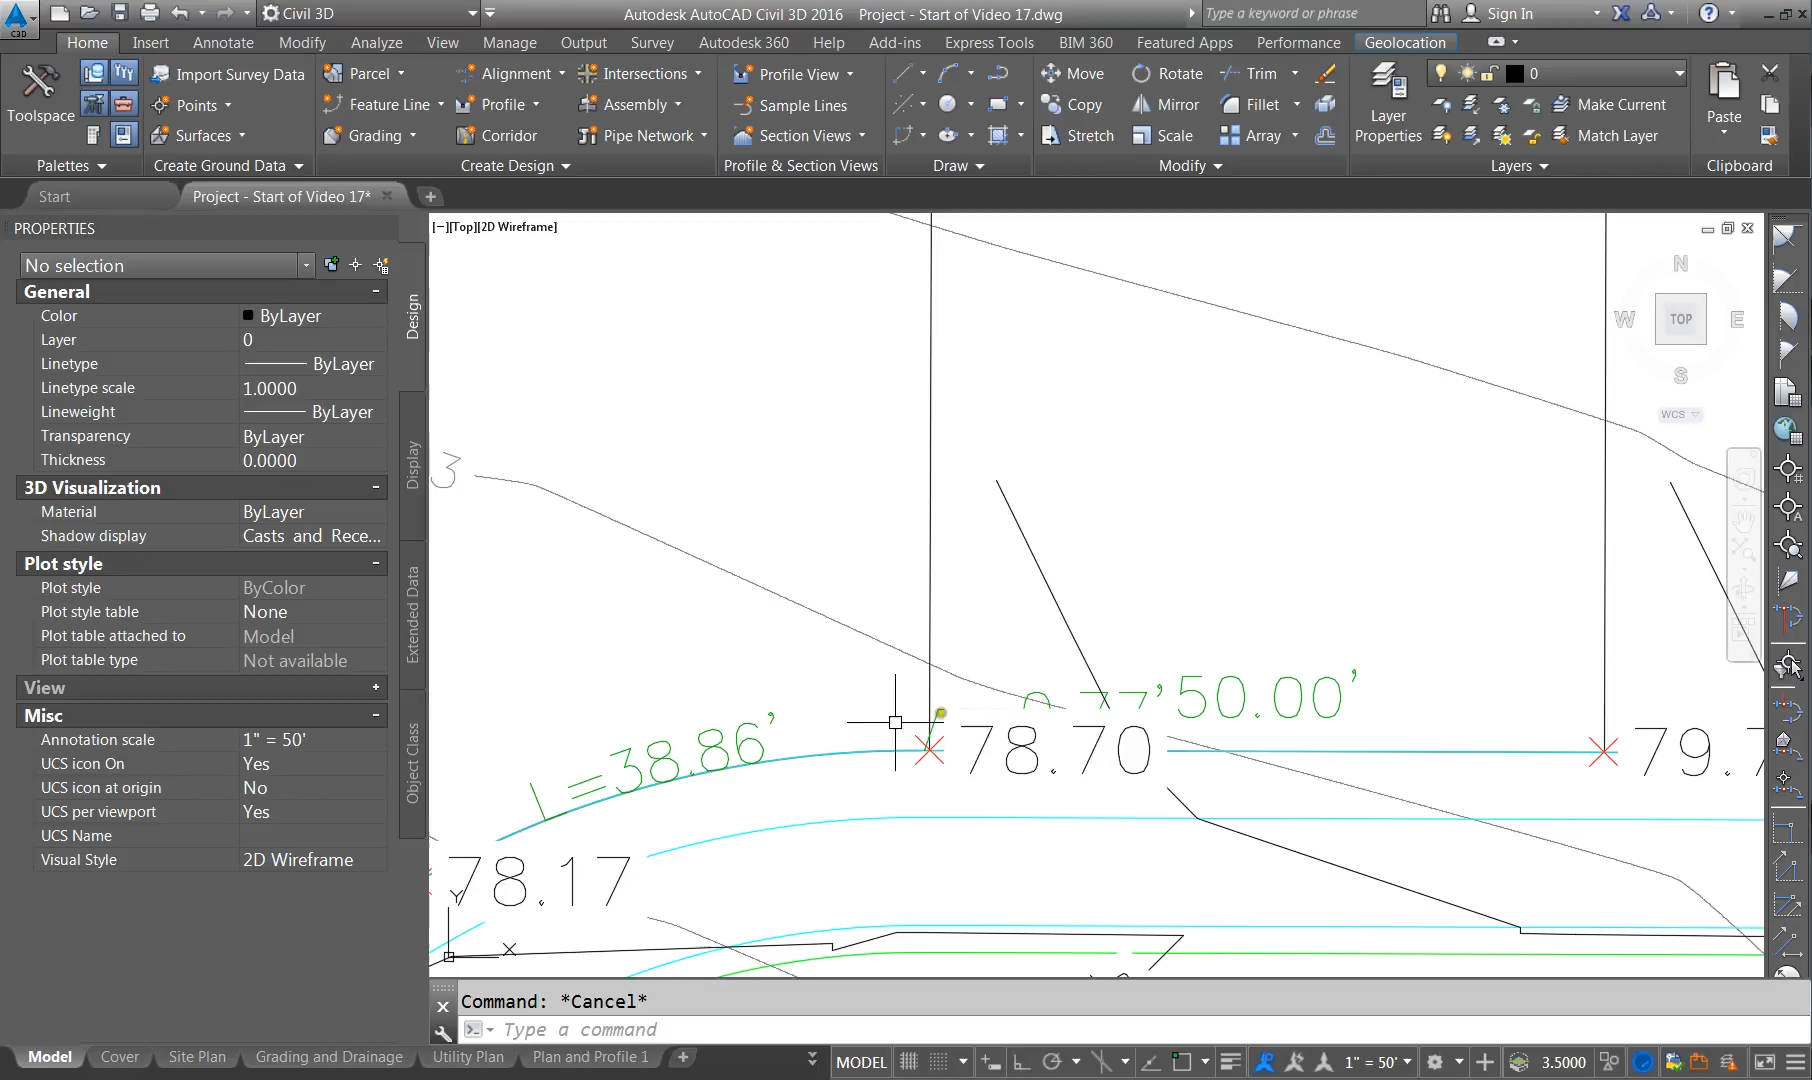 C3D
Civil 3D
Autodesk AutoCAD Civil 3D 2016 Project - Start of Video 17.dwg
Type a keyword or phrase
Sign In
Home Insert Annotate Modify Analyze View Manage Output Survey Autodesk 360 Help Add-ins Express Tools BIM 360 Featured Apps Performance Geolocation
Import Survey Data Parcel Alignment Intersections Profile View Move Rotate Trim 0
Points Feature Line Profile Assembly Sample Lines Copy Mirror Fillet Make Current
Toolspace Layer Properties Paste
Surfaces Grading Corridor Pipe Network Section Views Stretch Scale Array Match Layer
Palettes Create Ground Data Create Design Profile & Section Views Draw Modify Layers Clipboard
Start Project - Start of Video 17*
PROPERTIES
No selection
General
Color ByLayer
Layer 0
Linetype ByLayer
Linetype scale 1.0000
Lineweight ByLayer
Transparency ByLayer
Thickness 0.0000
3D Visualization
Material ByLayer
Shadow display Casts and Rece...
Plot style
Plot style ByColor
Plot style table None
Plot table attached to Model
Plot table type Not available
View
Misc
Annotation scale 1" = 50'
UCS icon On Yes
UCS icon at origin No
UCS per viewport Yes
UCS Name
Visual Style 2D Wireframe
Design
Display
Extended Data
Object Class
[−][Top][2D Wireframe]
N
W TOP E
S
WCS
3
50.00'
L=38.86'
78.70
79.7
78.17
Y
X
Command: *Cancel*
Type a command
Model Cover Site Plan Grading and Drainage Utility Plan Plan and Profile 1
MODEL 1" = 50' 3.5000